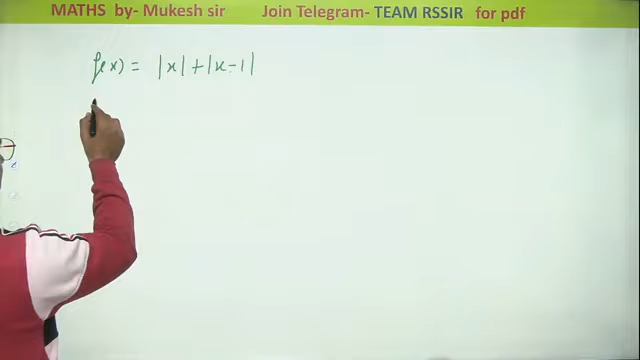 MATHS by- Mukesh sir Join Telegram- TEAM RSSIR for pdf
f(x) = |x| + |x-1|